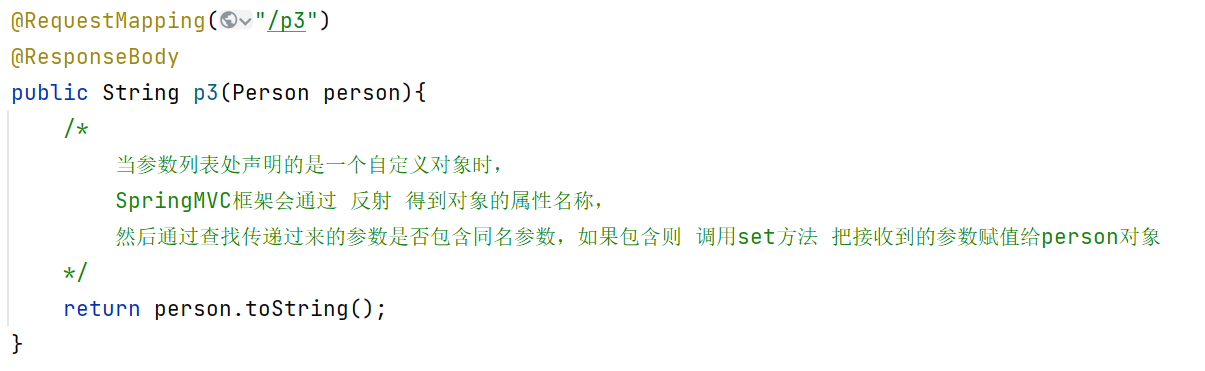 @RequestMapping("/p3")
@ResponseBody
public String p3(Person person){
/*
当参数列表处声明的是一个自定义对象时,
SpringMVC框架会通过 反射 得到对象的属性名称,
然后通过查找传递过来的参数是否包含同名参数,如果包含则 调用set方法 把接收到的参数赋值给person对象
*/
return person.toString();
}